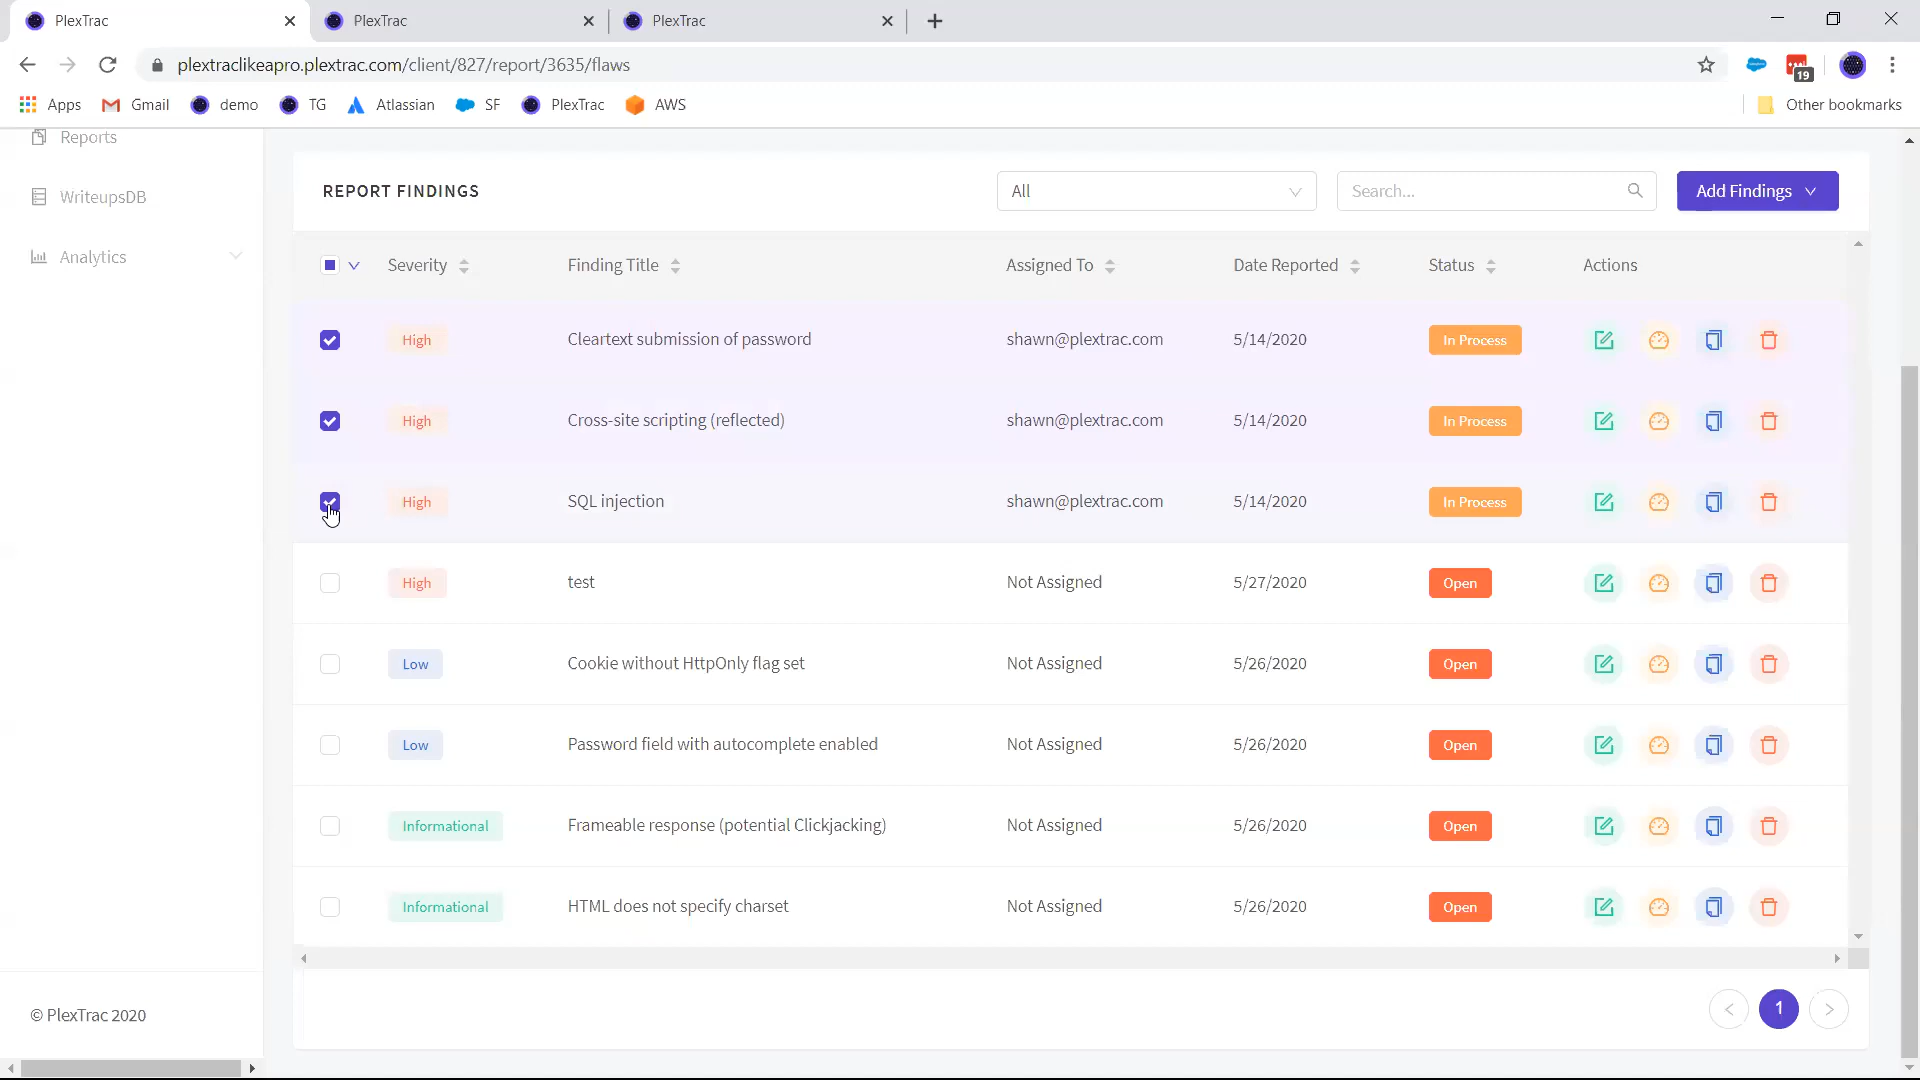 PlexTrac
PlexTrac
PlexTrac
plextraclikeapro.plextrac.com/client/827/report/3635/flaws
19
Apps
Gmail
demo
TG
Atlassian
SF
PlexTrac
AWS
Other bookmarks
Reports
WriteupsDB
Analytics
© PlexTrac 2020
REPORT FINDINGS
All
Search...
Add Findings
Severity Finding Title Assigned To Date Reported Status Actions
High Cleartext submission of password shawn@plextrac.com 5/14/2020 In Process
High Cross-site scripting (reflected) shawn@plextrac.com 5/14/2020 In Process
High SQL injection shawn@plextrac.com 5/14/2020 In Process
High test Not Assigned 5/27/2020 Open
Low Cookie without HttpOnly flag set Not Assigned 5/26/2020 Open
Low Password field with autocomplete enabled Not Assigned 5/26/2020 Open
Informational Frameable response (potential Clickjacking) Not Assigned 5/26/2020 Open
Informational HTML does not specify charset Not Assigned 5/26/2020 Open
1